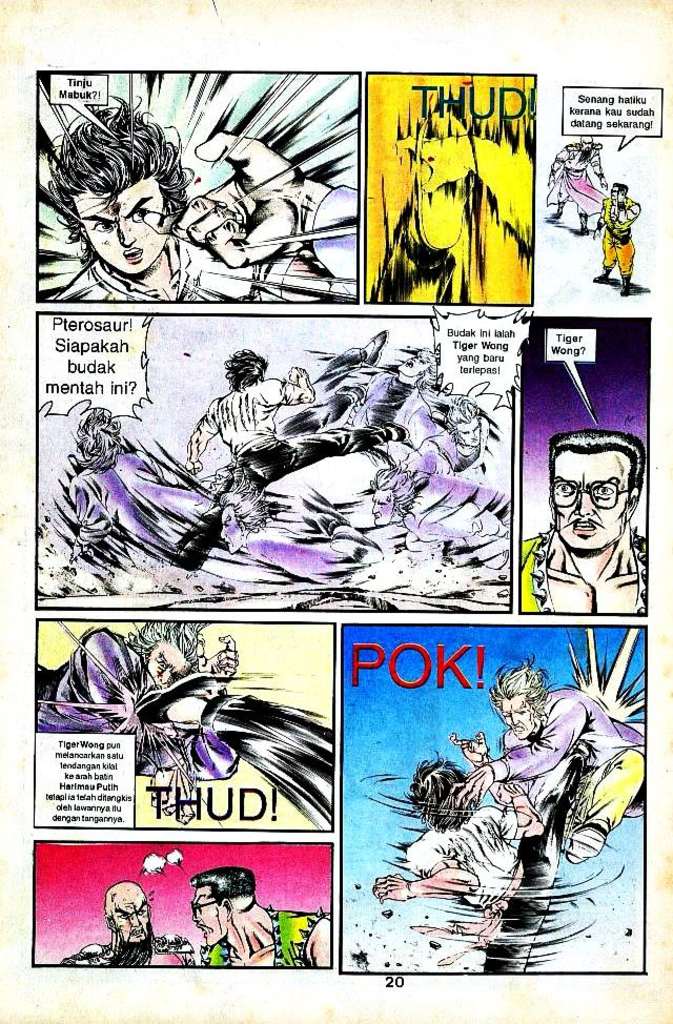 Tinju
Mabuk?!
THUD!
Senang hatiku
kerana kau sudah
datang sekarang!
Pterosaur!
Siapakah
budak
mentah ini?
Budak ini ialah
Tiger Wong
yang baru
terlepas!
Tiger
Wong?
Tiger Wong pun
melancarkan satu
tendangan kilat
ke arah batin
Harimau Putih
tetapi ia telah ditangkis
oleh lawannya itu
dengan tangannya.
THUD!
POK!
20